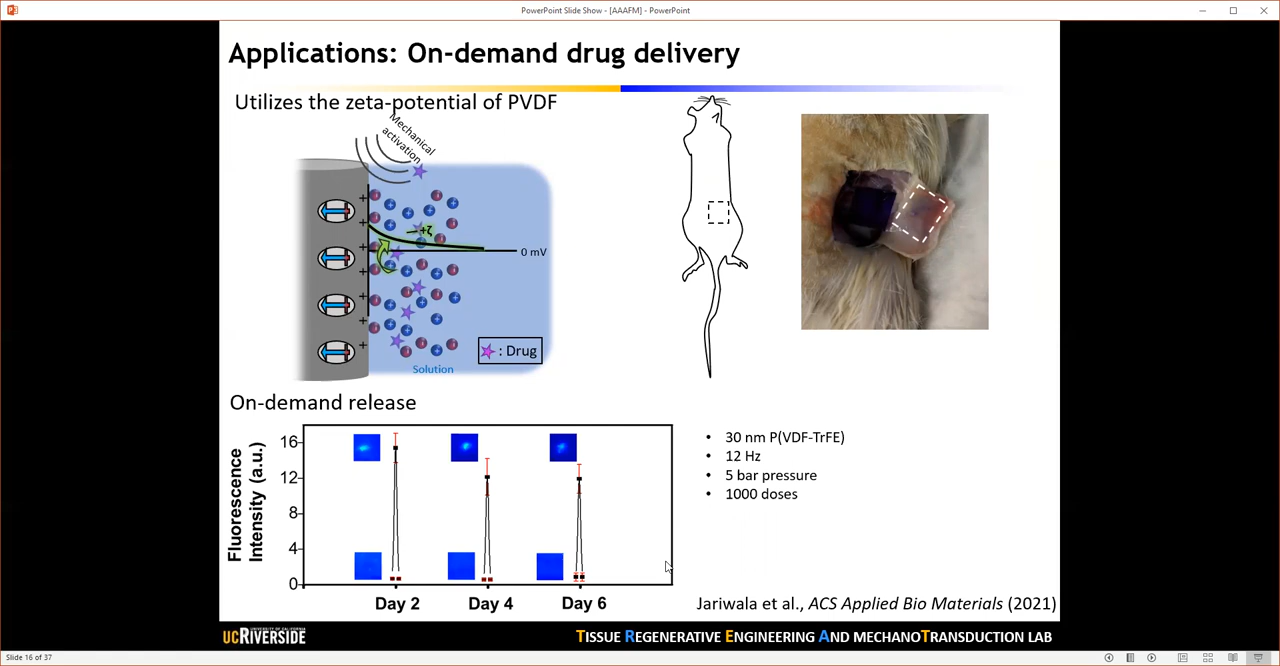 PowerPoint Slide Show - [AAAFM] - PowerPoint
Applications: On-demand drug delivery
Utilizes the zeta-potential of PVDF
Mechanical
activation
+ζ
0 mV
: Drug
Solution
On-demand release
Fluorescence
Intensity (a.u.)
16
12
8
4
0
Day 2
Day 4
Day 6
• 30 nm P(VDF-TrFE)
• 12 Hz
• 5 bar pressure
• 1000 doses
Jariwala et al., ACS Applied Bio Materials (2021)
UNIVERSITY OF CALIFORNIA
UCRIVERSIDE
TISSUE REGENERATIVE ENGINEERING AND MECHANOTRANSDUCTION LAB
Slide 16 of 37